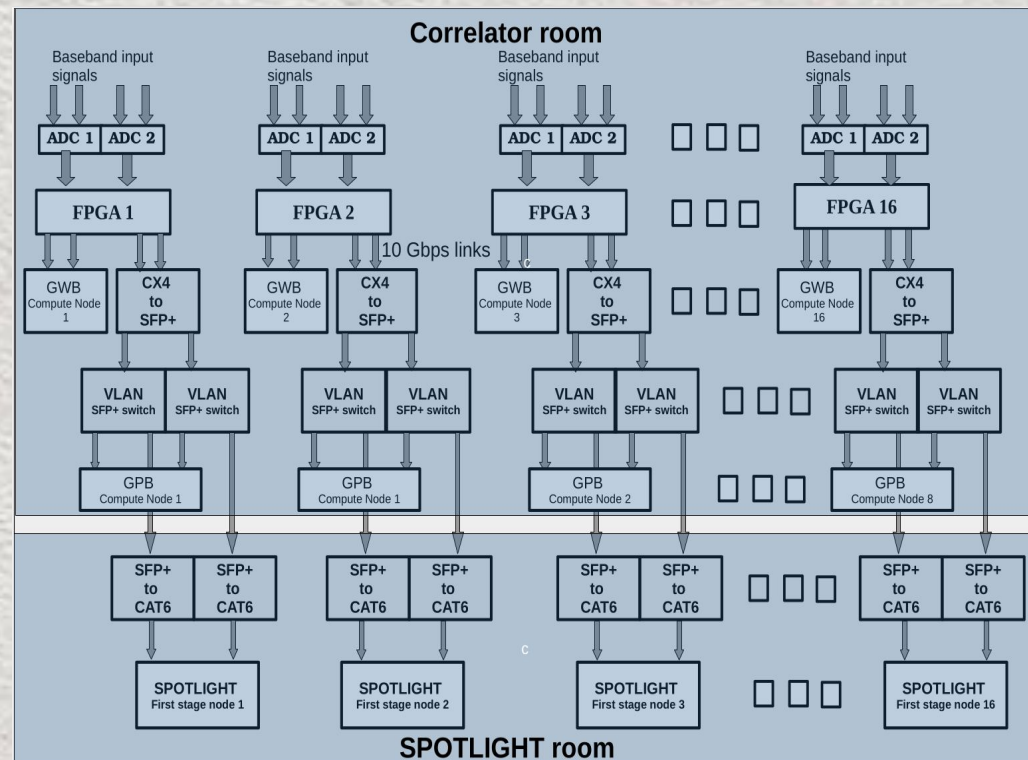 Correlator room
Baseband input
signals
Baseband input
signals
Baseband input
signals
Baseband input
signals
ADC 1 ADC 2
ADC 1 ADC 2
ADC 1 ADC 2
ADC 1 ADC 2
FPGA 1
FPGA 2
FPGA 3
FPGA 16
10 Gbps links
c
GWB
Compute Node
1
CX4
to
SFP+
GWB
Compute Node
2
CX4
to
SFP+
GWB
Compute Node
3
CX4
to
SFP+
GWB
Compute Node
16
CX4
to
SFP+
VLAN
SFP+ switch
VLAN
SFP+ switch
VLAN
SFP+ switch
VLAN
SFP+ switch
VLAN
SFP+ switch
VLAN
SFP+ switch
VLAN
SFP+ switch
VLAN
SFP+ switch
GPB
Compute Node 1
GPB
Compute Node 1
GPB
Compute Node 2
GPB
Compute Node 8
SFP+
to
CAT6
SFP+
to
CAT6
SFP+
to
CAT6
SFP+
to
CAT6
SFP+
to
CAT6
SFP+
to
CAT6
SFP+
to
CAT6
SFP+
to
CAT6
c
SPOTLIGHT
First stage node 1
SPOTLIGHT
First stage node 2
SPOTLIGHT
First stage node 3
SPOTLIGHT
First stage node 16
SPOTLIGHT room